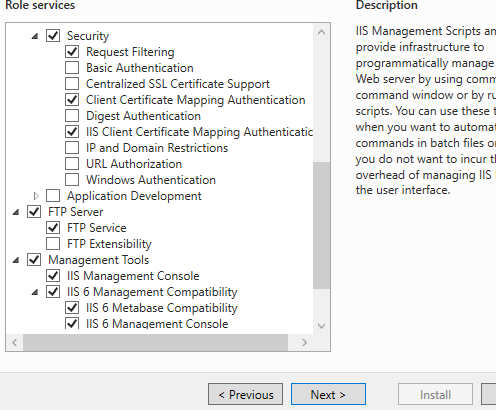 Role services
Description
Security
Request Filtering
Basic Authentication
Centralized SSL Certificate Support
Client Certificate Mapping Authentication
Digest Authentication
IIS Client Certificate Mapping Authenticatio
IP and Domain Restrictions
URL Authorization
Windows Authentication
Application Development
FTP Server
FTP Service
FTP Extensibility
Management Tools
IIS Management Console
IIS 6 Management Compatibility
IIS 6 Metabase Compatibility
IIS 6 Management Console
IIS Management Scripts an
provide infrastructure to
programmatically manage
Web server by using com
command window or by ru
scripts. You can use these t
when you want to automat
commands in batch files o
you do not want to incur th
overhead of managing IIS
the user interface.
< Previous
Next >
Install